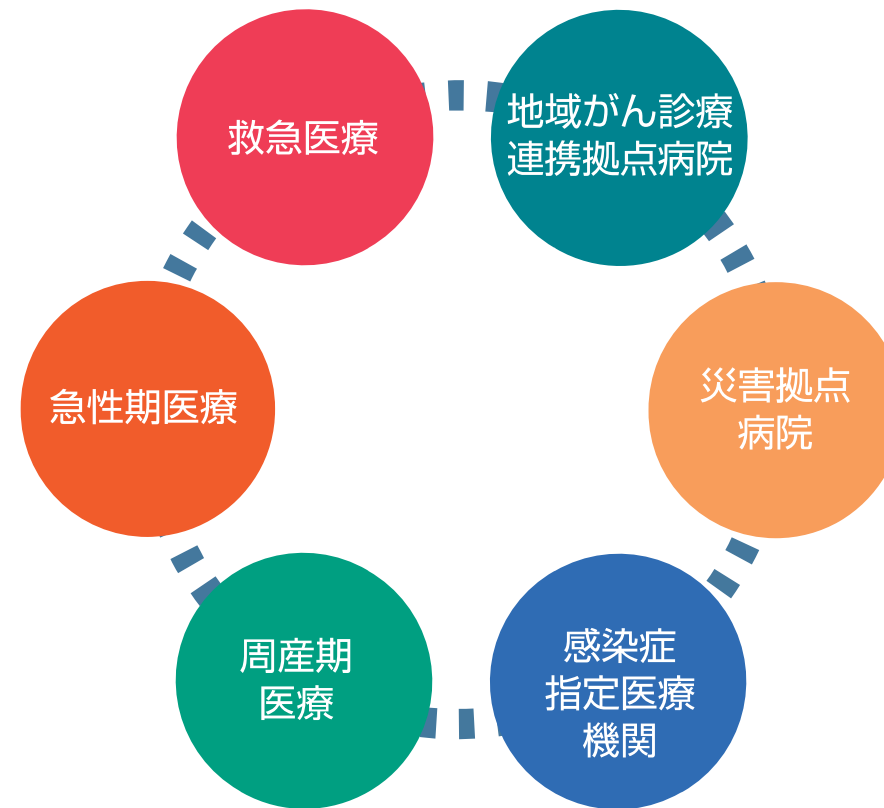 救急医療
地域がん診療
連携拠点病院
急性期医療
災害拠点
病院
周産期
医療
感染症
指定医療
機関